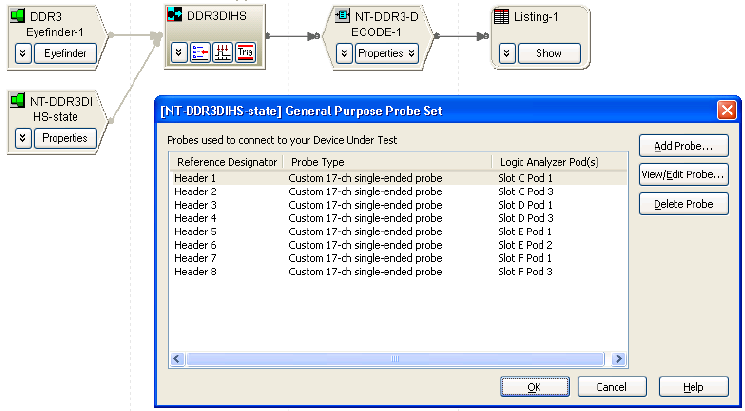 DDR3
Eyefinder-1
Eyefinder
NT-DDR3DI
HS-state
Properties
DDR3DIHS
Trig
NT-DDR3-D
ECODE-1
Properties
Listing-1
Show
[NT-DDR3DIHS-state] General Purpose Probe Set
Probes used to connect to your Device Under Test
Reference Designator Probe Type Logic Analyzer Pod(s)
Header 1 Custom 17-ch single-ended probe Slot C Pod 1
Header 2 Custom 17-ch single-ended probe Slot C Pod 3
Header 3 Custom 17-ch single-ended probe Slot D Pod 1
Header 4 Custom 17-ch single-ended probe Slot D Pod 3
Header 5 Custom 17-ch single-ended probe Slot E Pod 1
Header 6 Custom 17-ch single-ended probe Slot E Pod 2
Header 7 Custom 17-ch single-ended probe Slot F Pod 1
Header 8 Custom 17-ch single-ended probe Slot F Pod 3
Add Probe...
View/Edit Probe...
Delete Probe
OK Cancel Help